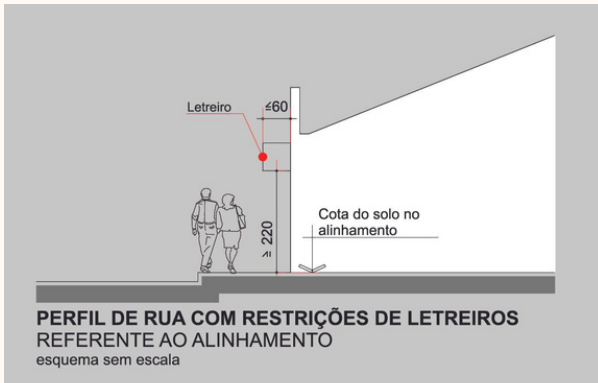 Letreiro
≤60
≥ 220
Cota do solo no
alinhamento
PERFIL DE RUA COM RESTRIÇÕES DE LETREIROS
REFERENTE AO ALINHAMENTO
esquema sem escala